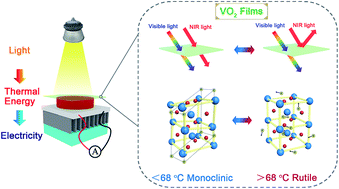 Light
Thermal
Energy
Electricity
A
VO₂ Films
Visible light
NIR light
Visible light
NIR light
<68 °C Monoclinic
>68 °C Rutile